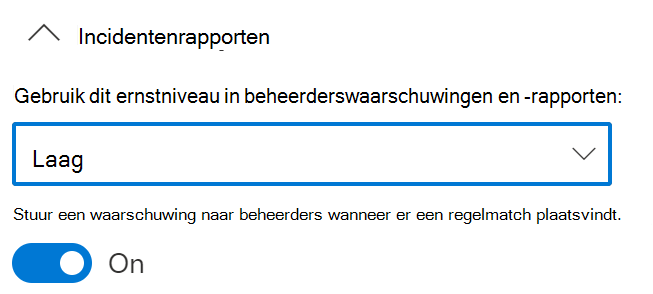 Incidentenrapporten
Gebruik dit ernstniveau in beheerderswaarschuwingen en -rapporten:
Laag
Stuur een waarschuwing naar beheerders wanneer er een regelmatch plaatsvindt.
On